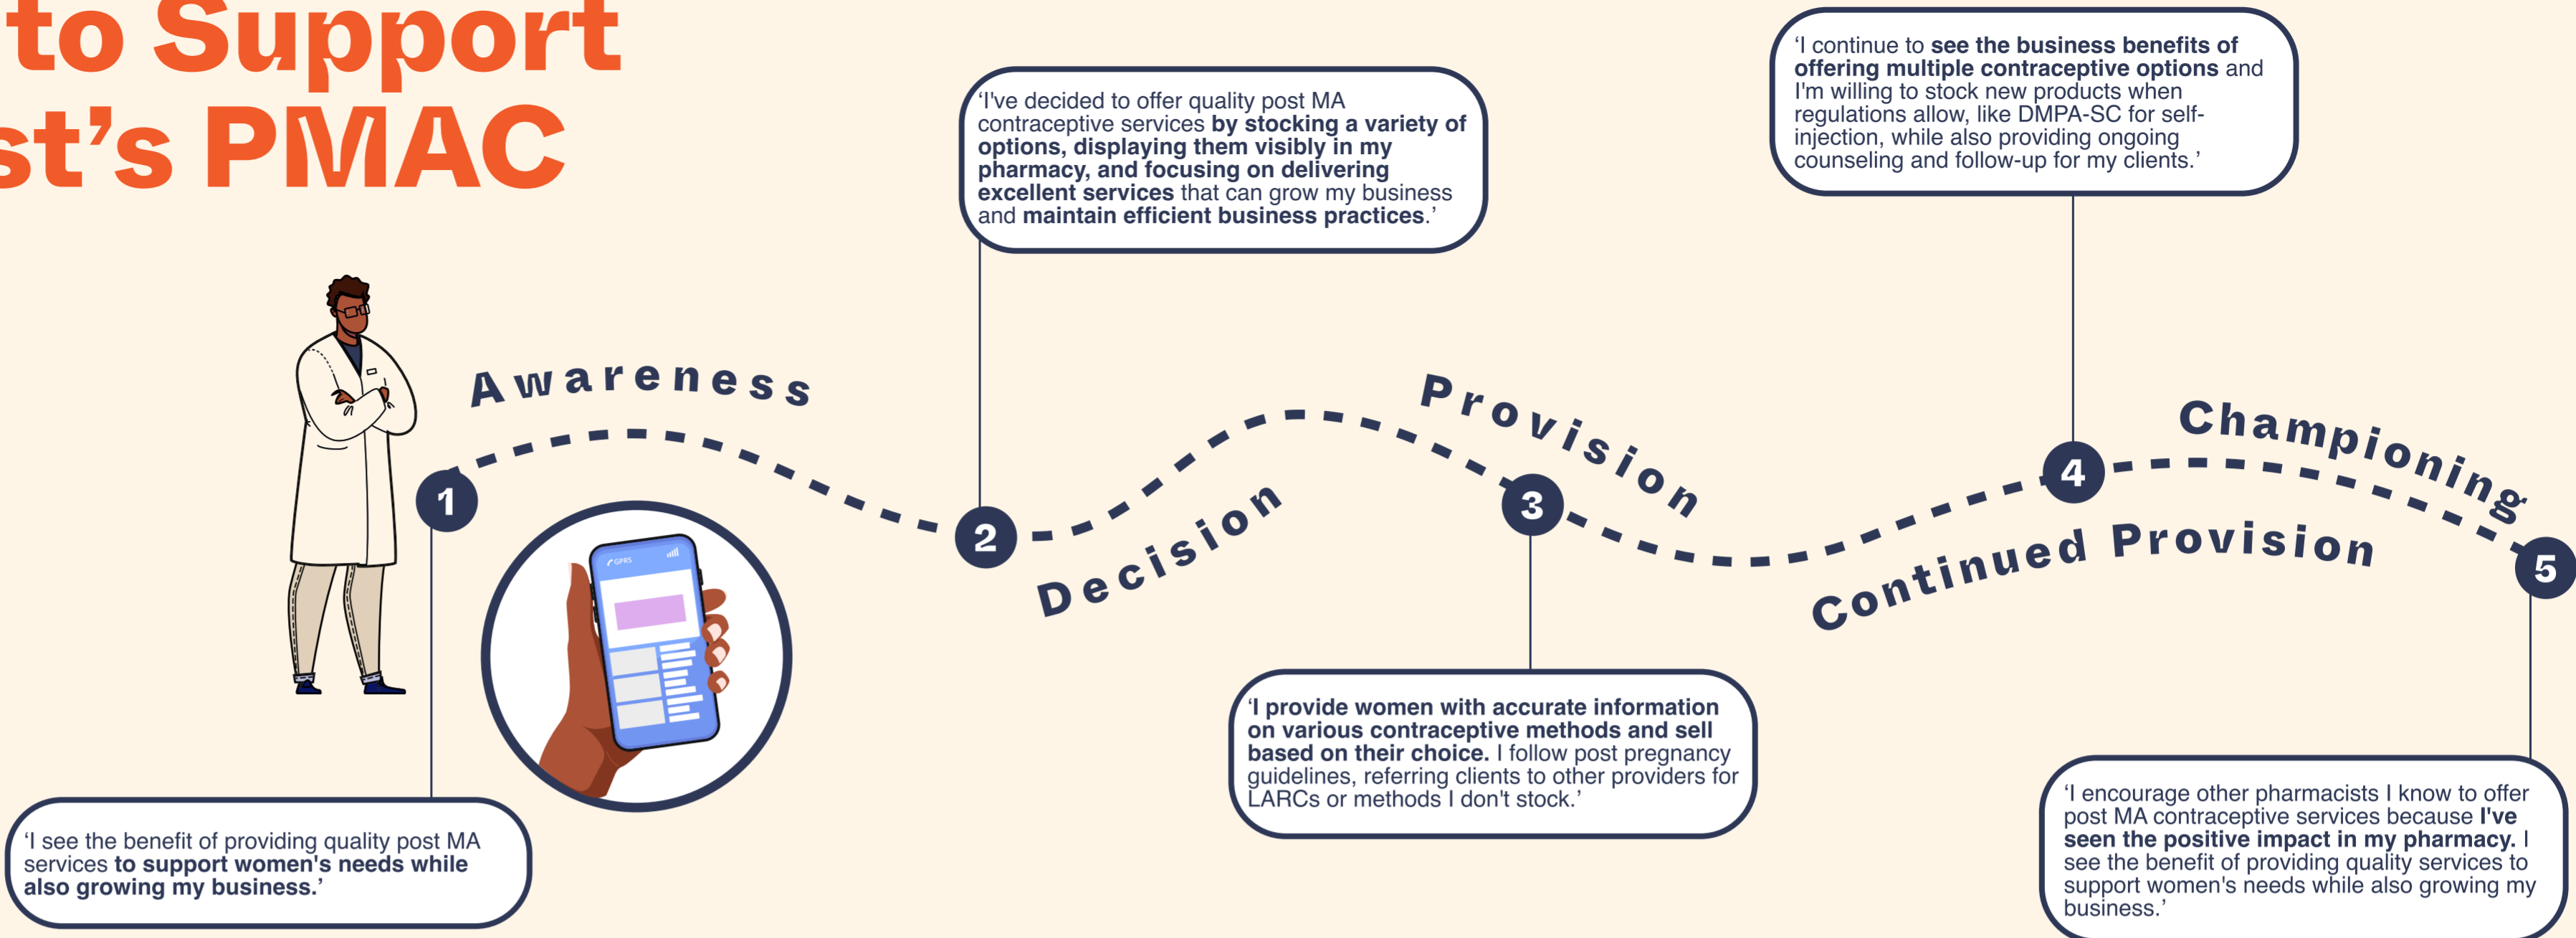 to Support
st’s PMAC
‘I continue to see the business benefits of
offering multiple contraceptive options and
I'm willing to stock new products when
regulations allow, like DMPA-SC for self-
injection, while also providing ongoing
counseling and follow-up for my clients.’
‘I've decided to offer quality post MA
contraceptive services by stocking a variety of
options, displaying them visibly in my
pharmacy, and focusing on delivering
excellent services that can grow my business
and maintain efficient business practices.’
Awareness
Provision
Championing
1
2
3
4
5
Decision
Continued Provision
GPRS
‘I provide women with accurate information
on various contraceptive methods and sell
based on their choice. I follow post pregnancy
guidelines, referring clients to other providers for
LARCs or methods I don't stock.’
‘I see the benefit of providing quality post MA
services to support women's needs while
also growing my business.’
‘I encourage other pharmacists I know to offer
post MA contraceptive services because I've
seen the positive impact in my pharmacy. I
see the benefit of providing quality services to
support women's needs while also growing my
business.’